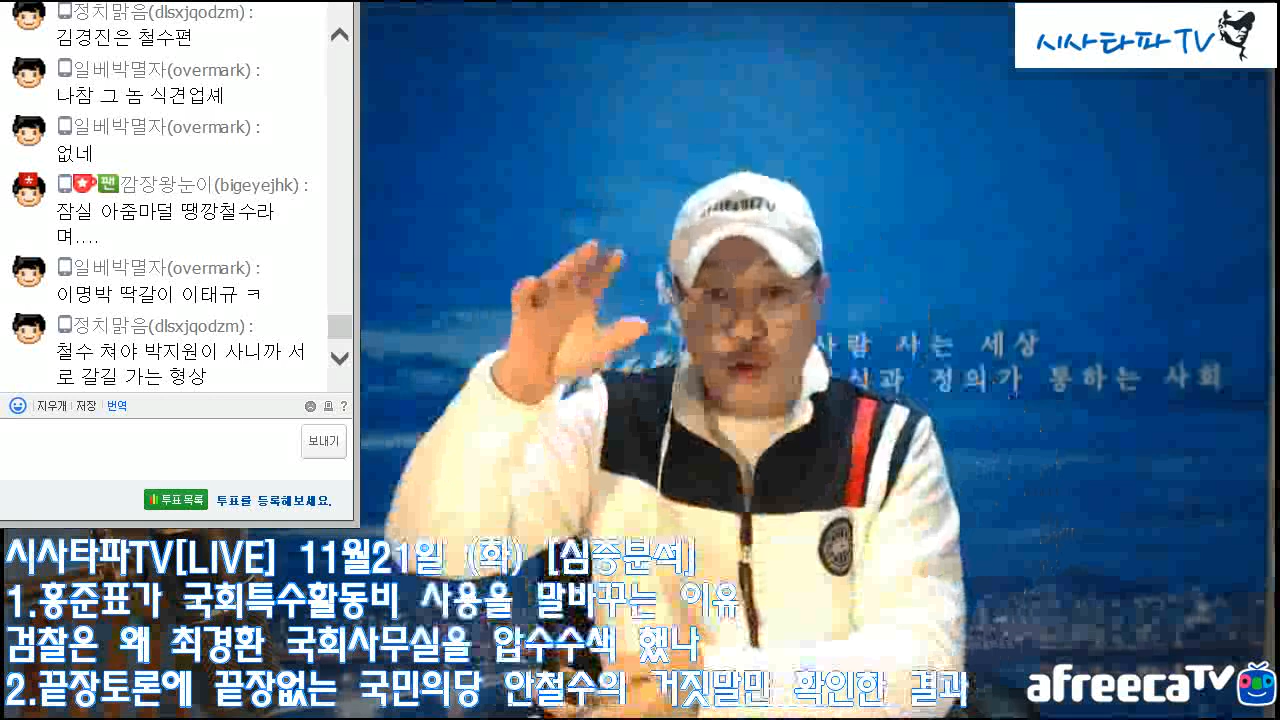 정치맑음(dlsxjqodzm) :
김경진은 철수편
일베박멸자(overmark) :
나참 그 놈 식견업셰
일베박멸자(overmark) :
없네
팬 깜장왕눈이(bigeyejhk) :
잠실 아줌마덜 땡깡철수라
며....
일베박멸자(overmark) :
이명박 딱갈이 이태규 ㅋ
정치맑음(dlsxjqodzm) :
철수 쳐야 박지원이 사니까 서
로 갈길 가는 형상
지우개 저장 번역 ?
보내기
투표목록 투표를 등록해보세요.
시사타파TV
사람 사는 세상
정의가 통하는 사회
시사타파TV[LIVE] 11월21일 (화) [심층분석]
1.홍준표가 국회특수활동비 사용을 말바꾸는 이유
검찰은 왜 최경환 국회사무실을 압수수색 했나
2.끝장토론에 끝장없는 국민의당 안철수의 거짓말만 확인한 결과
afreecaTV